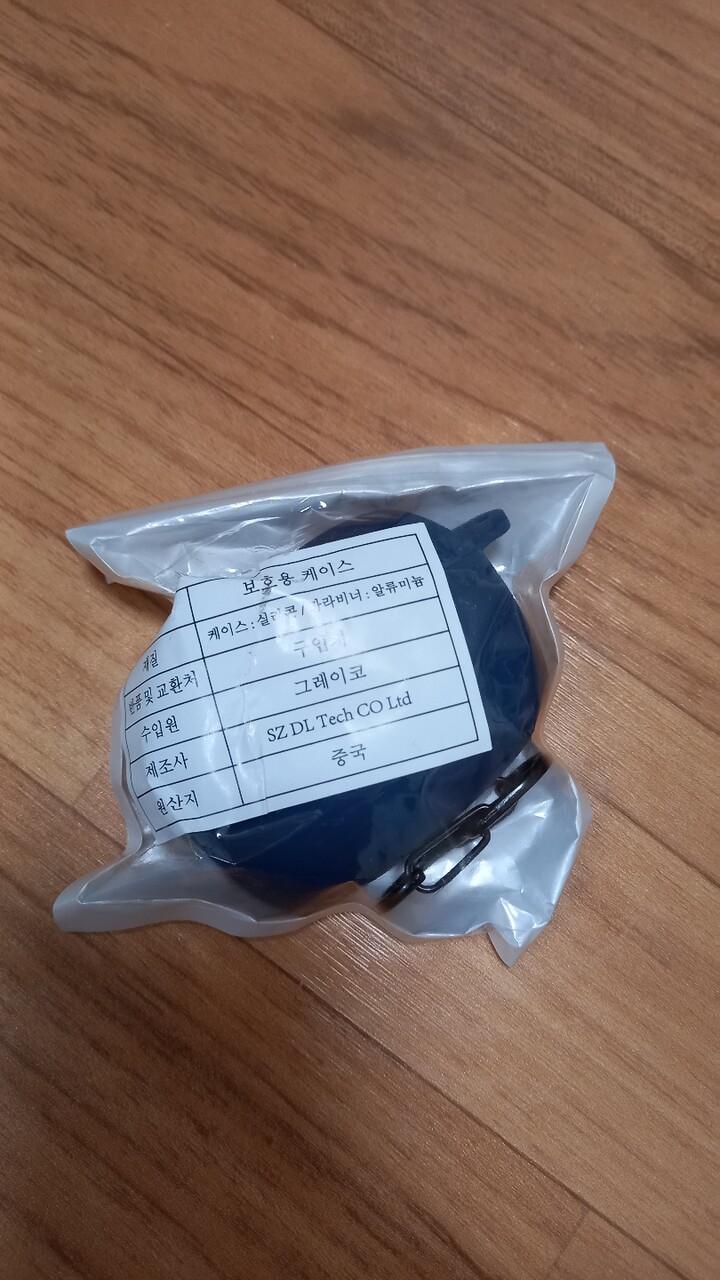 보호용 케이스
재질 케이스 : 실리콘 / 카라비너 : 알류미늄
반품 및 교환처 구입처
수입원 그레이코
제조사 SZ DL Tech CO Ltd
원산지 중국